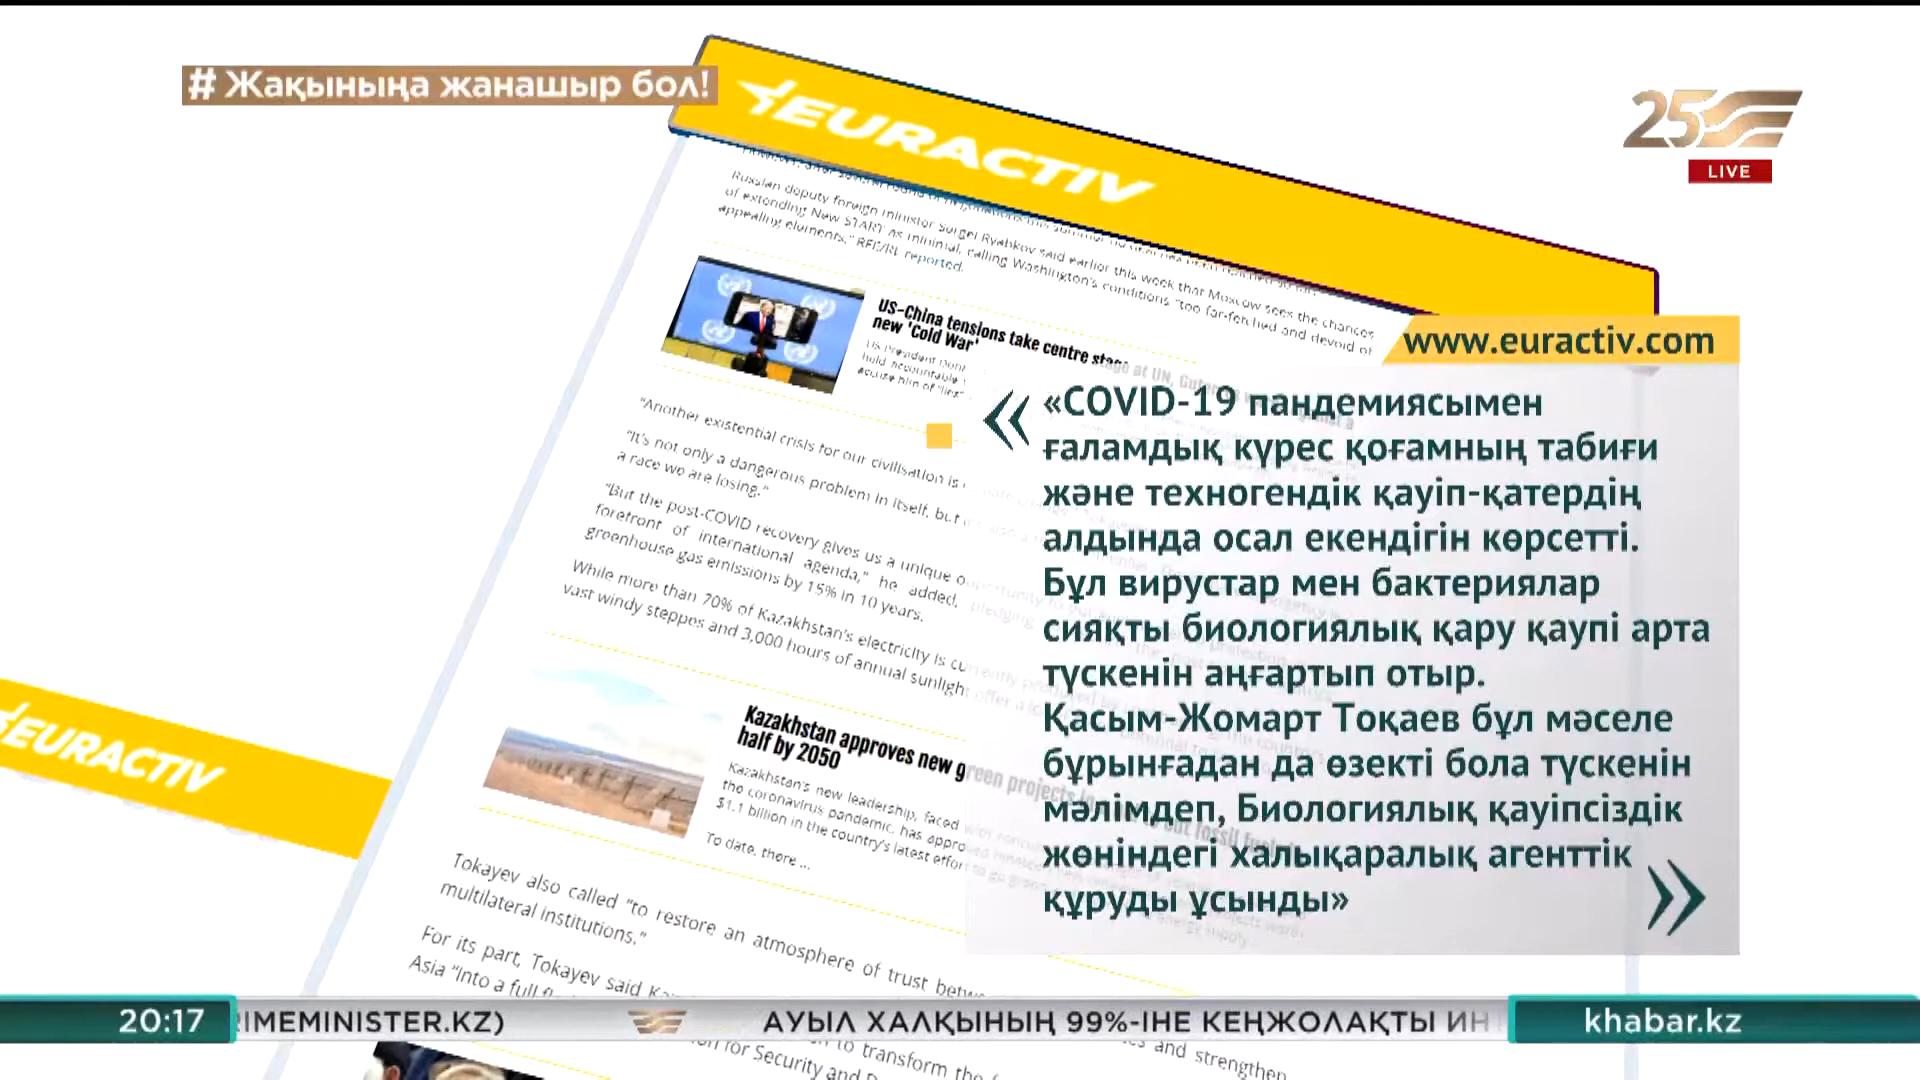 # Жақыныңа жанашыр бол!
EURACTIV
25
LIVE
Russian deputy foreign minister Sergei Ryabkov said earlier this week that Moscow sees the chances
of extending New START as minimal, calling Washington's conditions "too far-fetched and devoid of
appealing elements," RFE/RL reported.
US-China tensions take centre stage at UN,
new 'Cold War'
"Another existential crisis for our civilisation is
"It's not only a dangerous problem in itself, but
a race we are losing."
"But the post-COVID recovery gives us a unique
forefront of international agenda," he added,
greenhouse gas emissions by 15% in 10 years.
While more than 70% of Kazakhstan's electricity is
vast windy steppes and 3,000 hours of annual sunlight
Kazakhstan approves new green projects
half by 2050
Kazakhstan's new leadership, faced
the coronavirus pandemic, has
$1.1 billion in the country's latest effort
To date, there ...
Tokayev also called "to restore an atmosphere of trust
multilateral institutions."
For its part, Tokayev said
Asia "into a full
to transform the
and strengthen
for Security and
www.euractiv.com
«COVID-19 пандемиясымен
ғаламдық күрес қоғамның табиғи
және техногендік қауіп-қатердің
алдында осал екендігін көрсетті.
Бұл вирустар мен бактериялар
сияқты биологиялық қару қаупі арта
түскенін аңғартып отыр.
Қасым-Жомарт Тоқаев бұл мәселе
бұрынғадан да өзекті бола түскенін
мәлімдеп, Биологиялық қауіпсіздік
жөніндегі халықаралық агенттік
құруды ұсынды»
EURACTIV
20:17 IMEMINISTER.KZ) АУЫЛ ХАЛҚЫНЫҢ 99%-ІНЕ КЕҢЖОЛАҚТЫ ИН khabar.kz